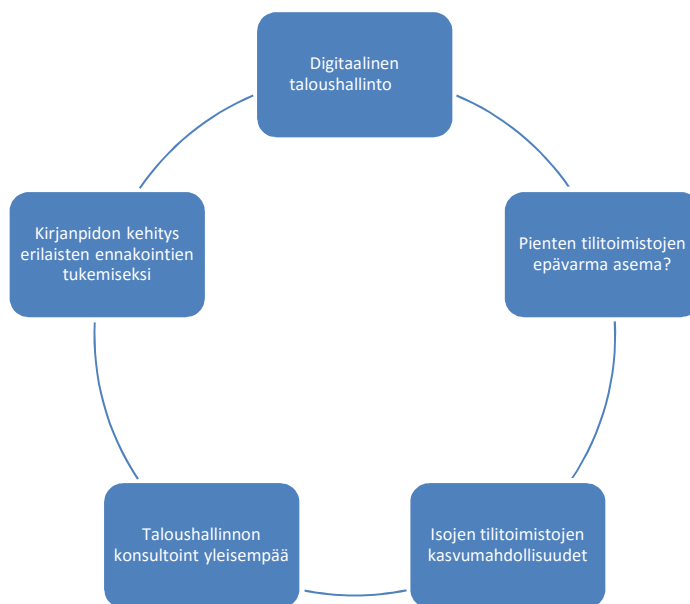 Digitaalinen
taloushallinto
Pienten tilitoimistojen
epävarma asema?
Isojen tilitoimistojen
kasvumahdollisuudet
Taloushallinnon
konsultoint yleisempää
Kirjanpidon kehitys
erilaisten ennakointien
tukemiseksi